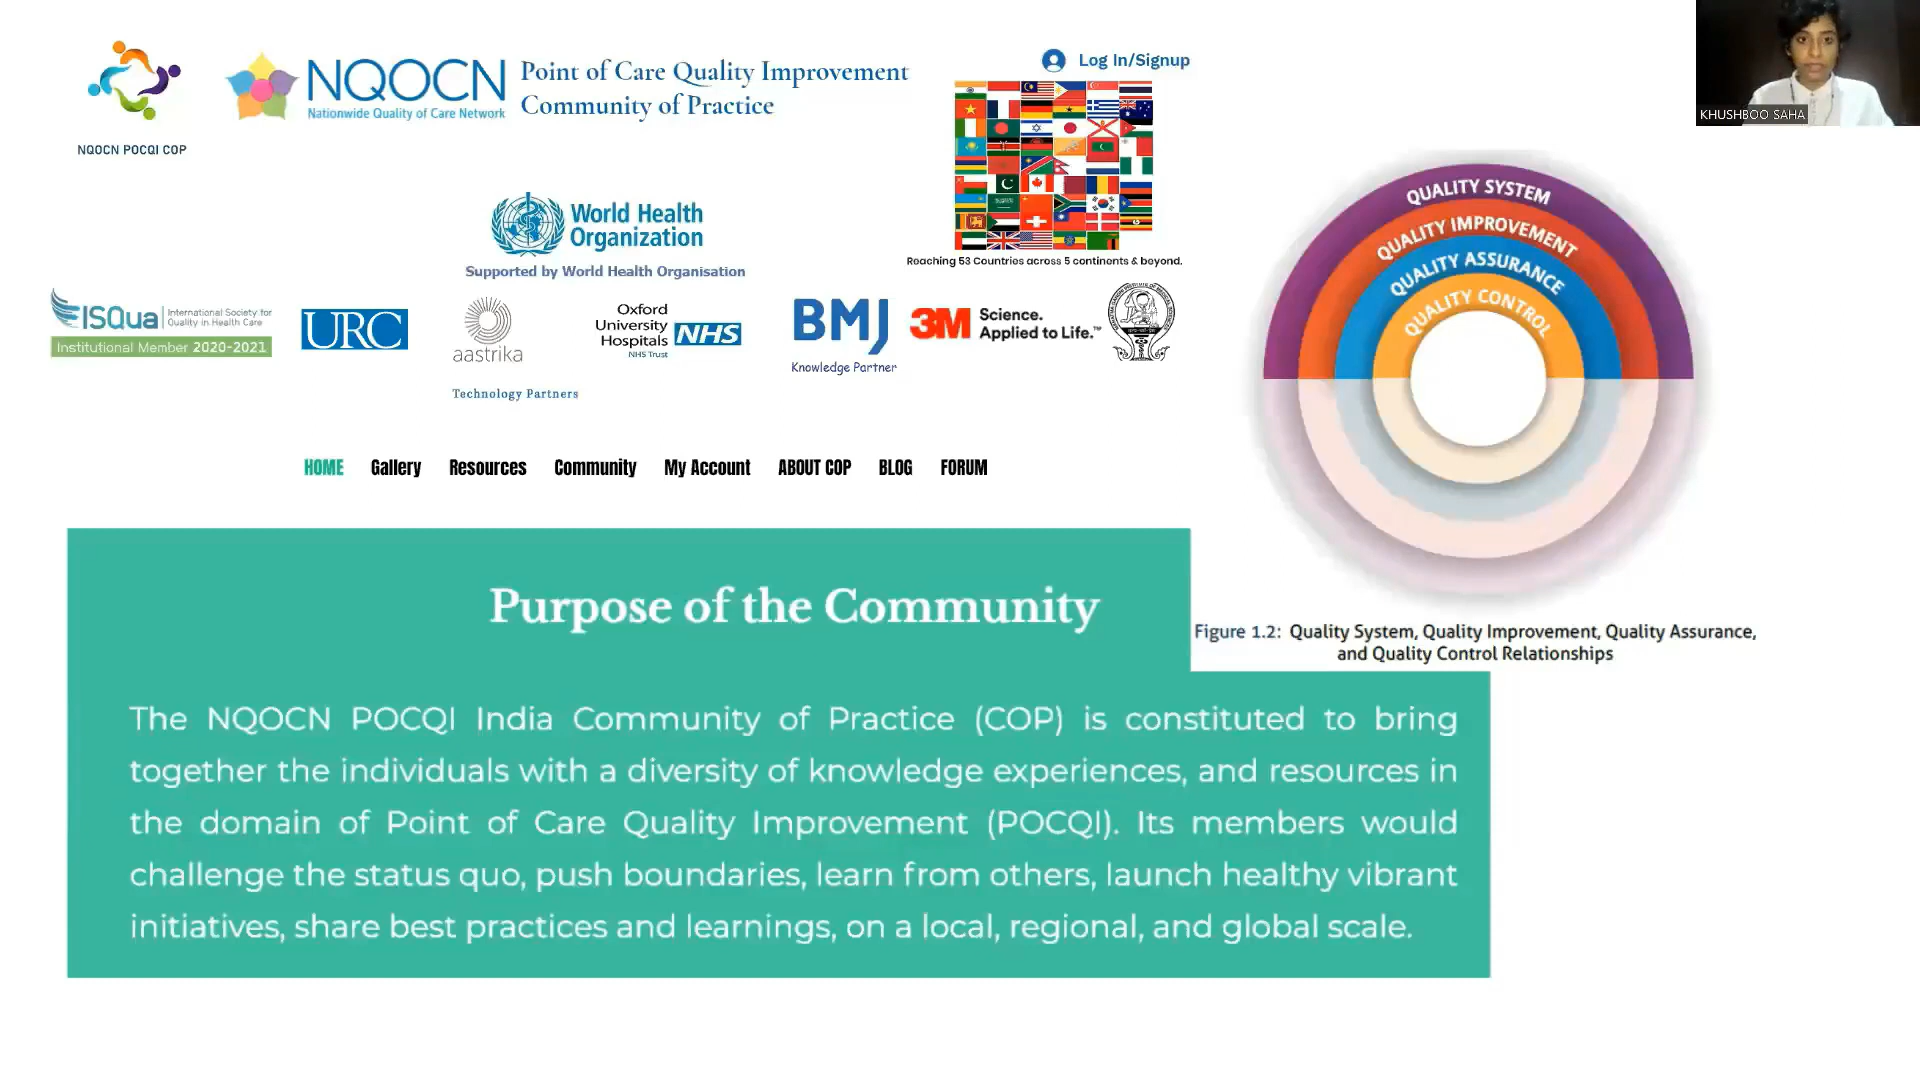 NQOCN POCQI COP
NQOCN
Nationwide Quality of Care Network
Point of Care Quality Improvement
Community of Practice
Log In/Signup
KHUSHBOO SAHA
World Health
Organization
Supported by World Health Organisation
Reaching 53 Countries across 5 continents & beyond.
ISQua
International Society for
Quality in Health Care
Institutional Member 2020-2021
URC
aastrika
Technology Partners
Oxford
University
Hospitals
NHS Trust
NHS
BMJ
Knowledge Partner
3M
Science.
Applied to Life.™
HOME Gallery Resources Community My Account ABOUT COP BLOG FORUM
QUALITY SYSTEM
QUALITY IMPROVEMENT
QUALITY ASSURANCE
QUALITY CONTROL
Figure 1.2: Quality System, Quality Improvement, Quality Assurance,
and Quality Control Relationships
Purpose of the Community
The NQOCN POCQI India Community of Practice (COP) is constituted to bring
together the individuals with a diversity of knowledge experiences, and resources in
the domain of Point of Care Quality Improvement (POCQI). Its members would
challenge the status quo, push boundaries, learn from others, launch healthy vibrant
initiatives, share best practices and learnings, on a local, regional, and global scale.